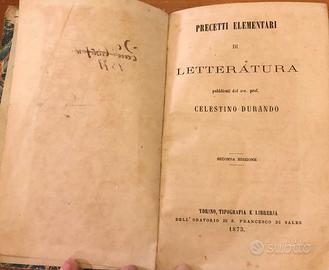 PRECETTI ELEMENTARI
DI
LETTERATURA
pubblicati dal sac. prof.
CELESTINO DURANDO
SECONDA EDIZIONE
TORINO, TIPOGRAFIA E LIBRERIA
DELL'ORATORIO DI S. FRANCESCO DI SALES
1873.
subito